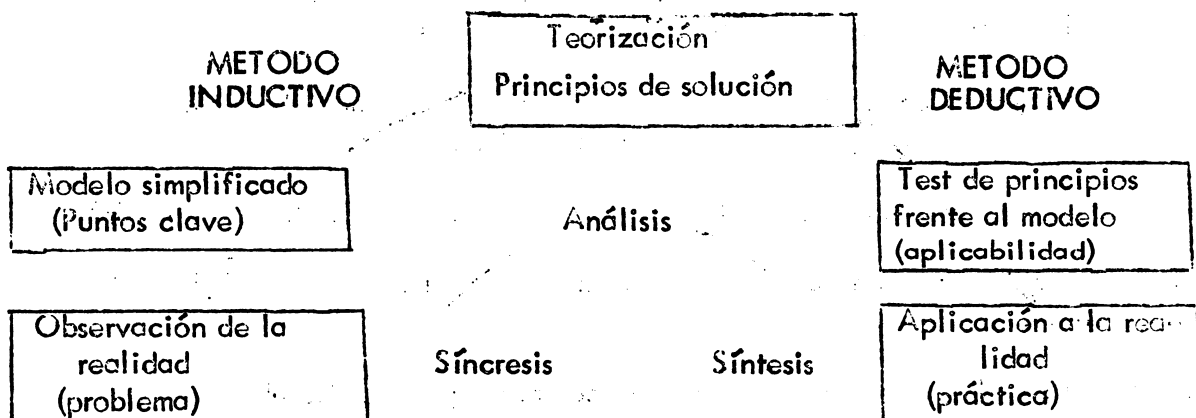 Teorización
Principios de solución
METODO
INDUCTIVO
METODO
DEDUCTIVO
Modelo simplificado
(Puntos clave)
Análisis
Test de principios
frente al modelo
(aplicabilidad)
Observación de la
realidad
(problema)
Síncresis
Síntesis
Aplicación a la rea-
lidad
(práctica)